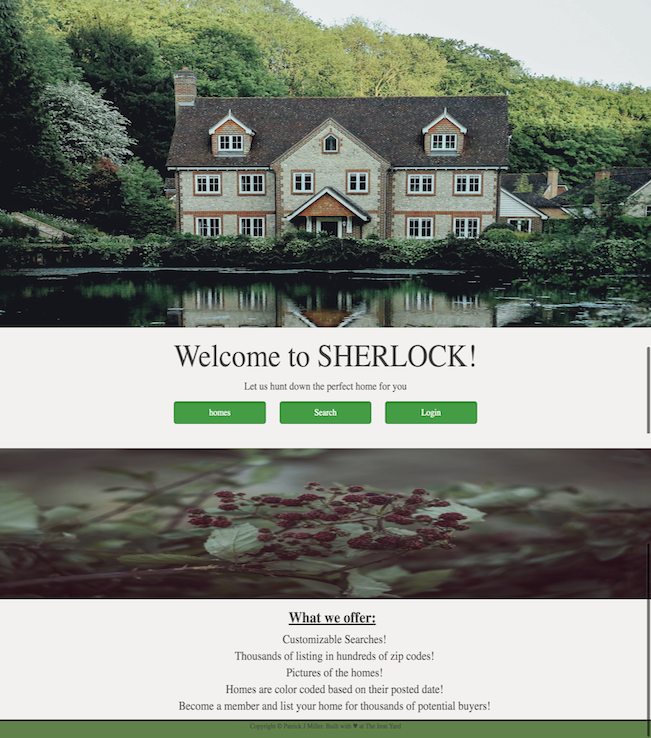 Welcome to SHERLOCK!
Let us hunt down the perfect home for you
homes
Search
Login
What we offer:
Customizable Searches!
Thousands of listing in hundreds of zip codes!
Pictures of the homes!
Homes are color coded based on their posted date!
Become a member and list your home for thousands of potential buyers!
Copyright © Patrick J Miller. Built with ♥ at The Iron Yard